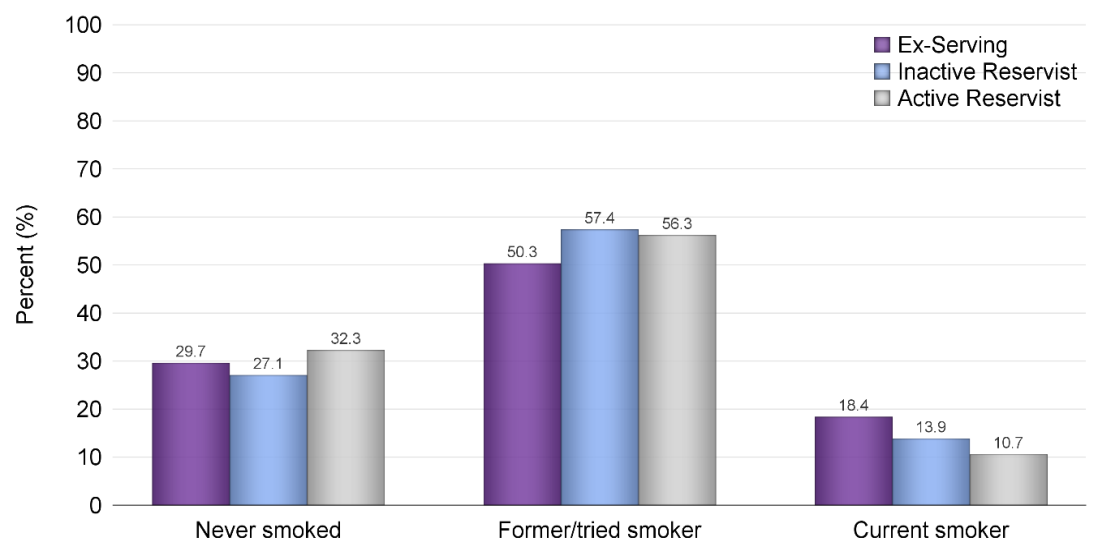 100
90
80
70
60
50
40
30
20
10
0
Percent (%)
Ex-Serving
Inactive Reservist
Active Reservist
29.7
27.1
32.3
50.3
57.4
56.3
18.4
13.9
10.7
Never smoked
Former/tried smoker
Current smoker